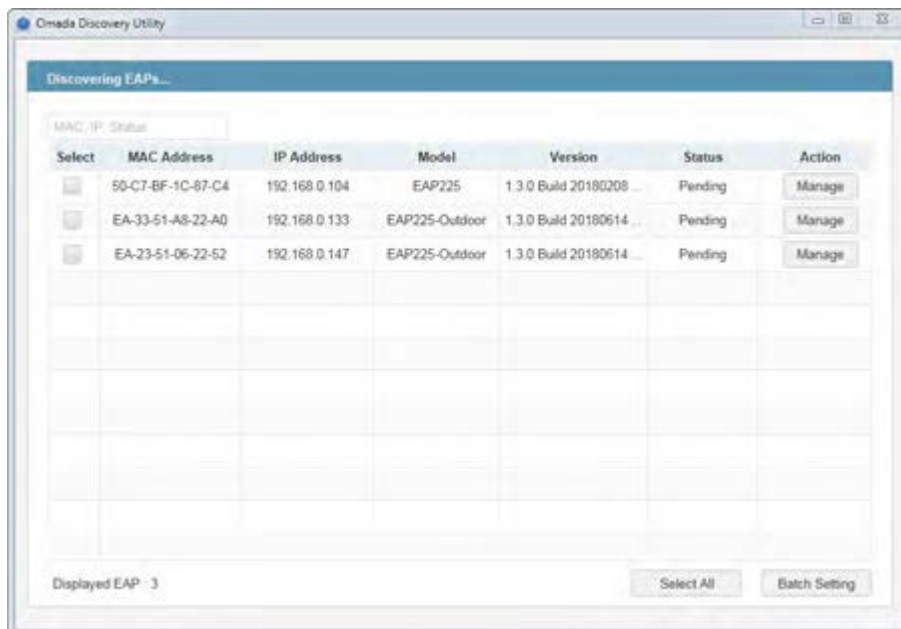 Omada Discovery Utility
Discovering EAPs...
MAC, IP, Status
Select MAC Address IP Address Model Version Status Action
50-C7-BF-1C-87-C4 192.168.0.104 EAP225 1.3.0 Build 20180208 ... Pending Manage
EA-33-51-A8-22-A0 192.168.0.133 EAP225-Outdoor 1.3.0 Build 20180614 ... Pending Manage
EA-23-51-06-22-52 192.168.0.147 EAP225-Outdoor 1.3.0 Build 20180614 ... Pending Manage
Displayed EAP 3 Select All Batch Setting